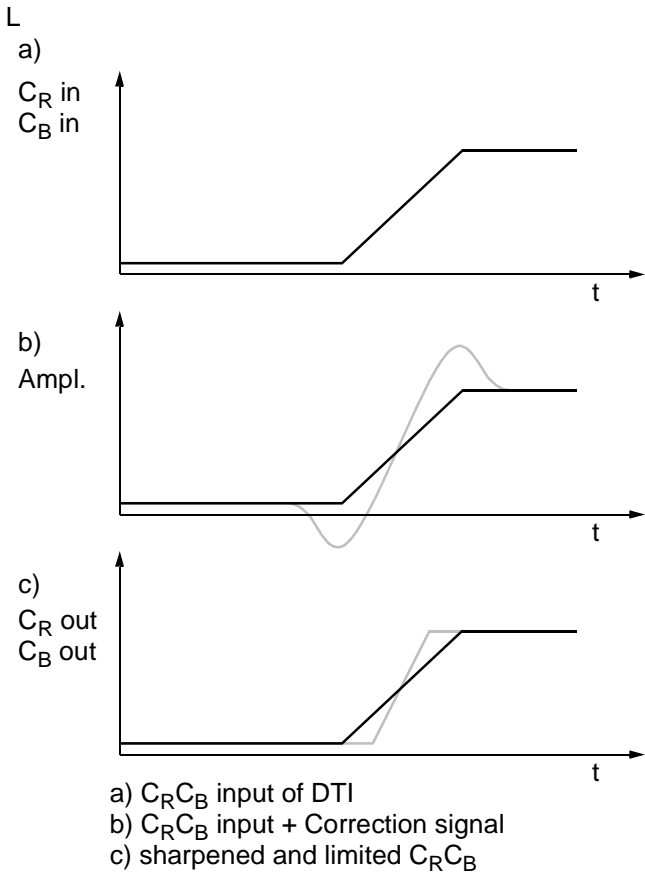 L
a)
C_R in
C_B in
t
b)
Ampl.
t
c)
C_R out
C_B out
t
a) C_RC_B input of DTI
b) C_RC_B input + Correction signal
c) sharpened and limited C_RC_B